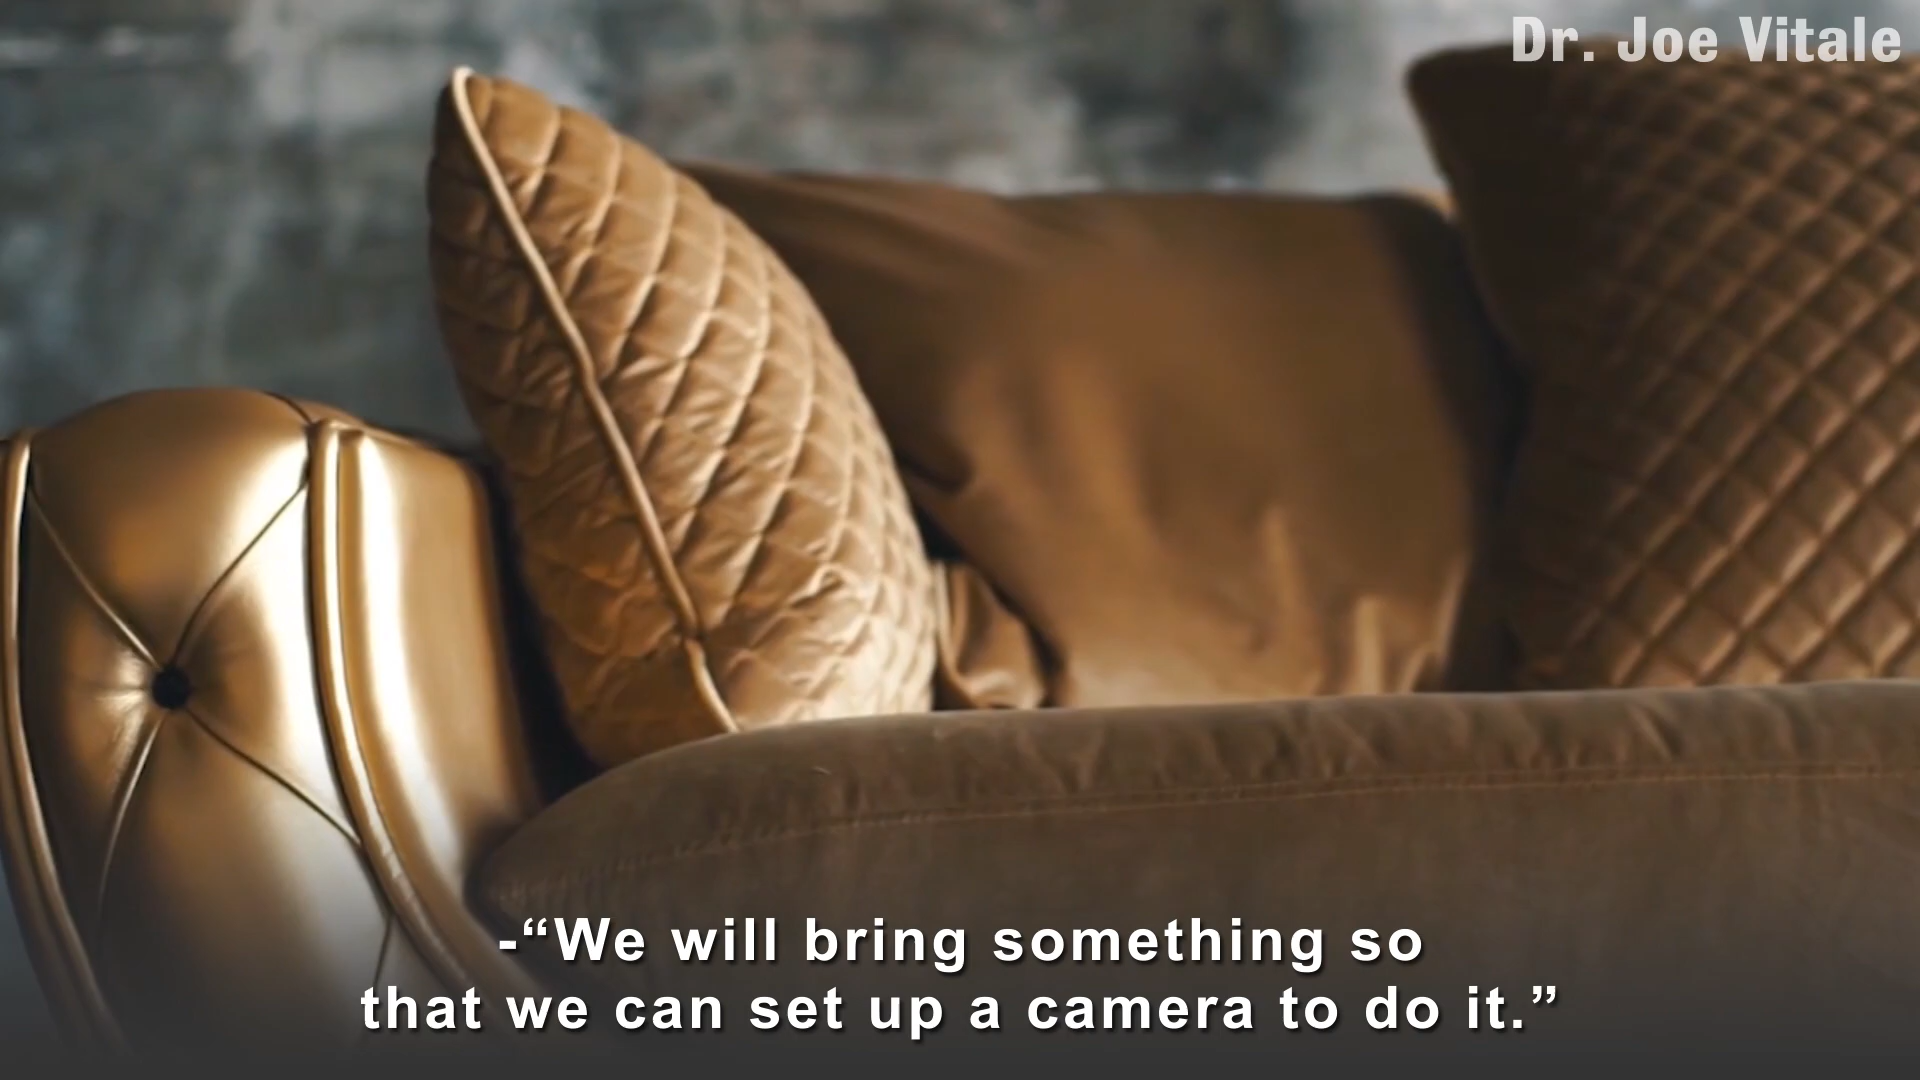 Dr. Joe Vitale
-“We will bring something so
that we can set up a camera to do it.”